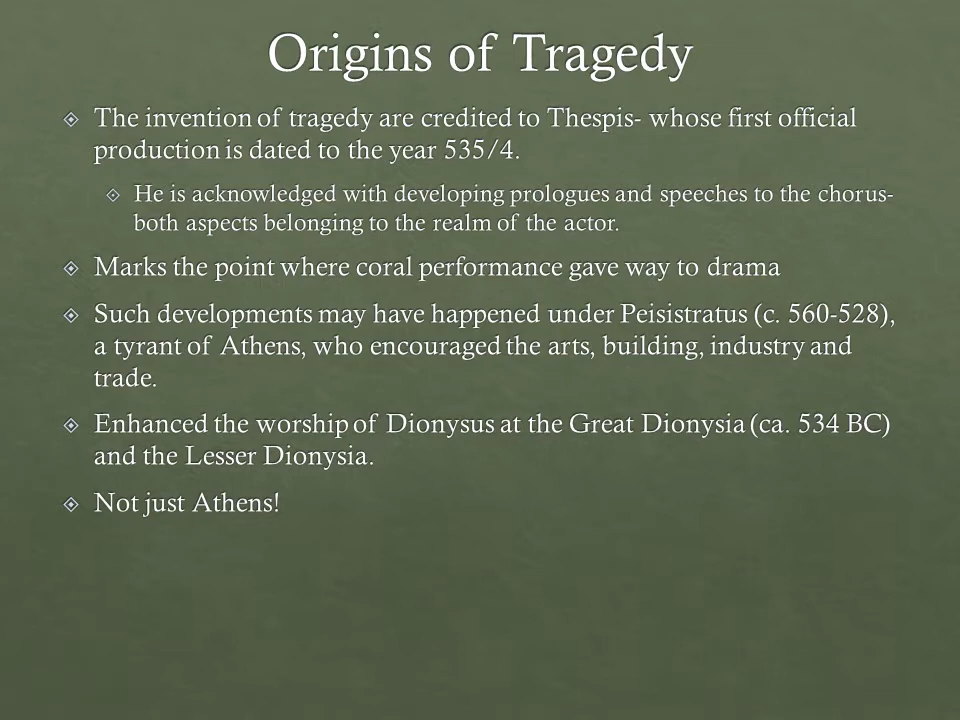 Origins of Tragedy
The invention of tragedy are credited to Thespis- whose first official
production is dated to the year 535/4.
He is acknowledged with developing prologues and speeches to the chorus-
both aspects belonging to the realm of the actor.
Marks the point where coral performance gave way to drama
Such developments may have happened under Peisistratus (c. 560-528),
a tyrant of Athens, who encouraged the arts, building, industry and
trade.
Enhanced the worship of Dionysus at the Great Dionysia (ca. 534 BC)
and the Lesser Dionysia.
Not just Athens!